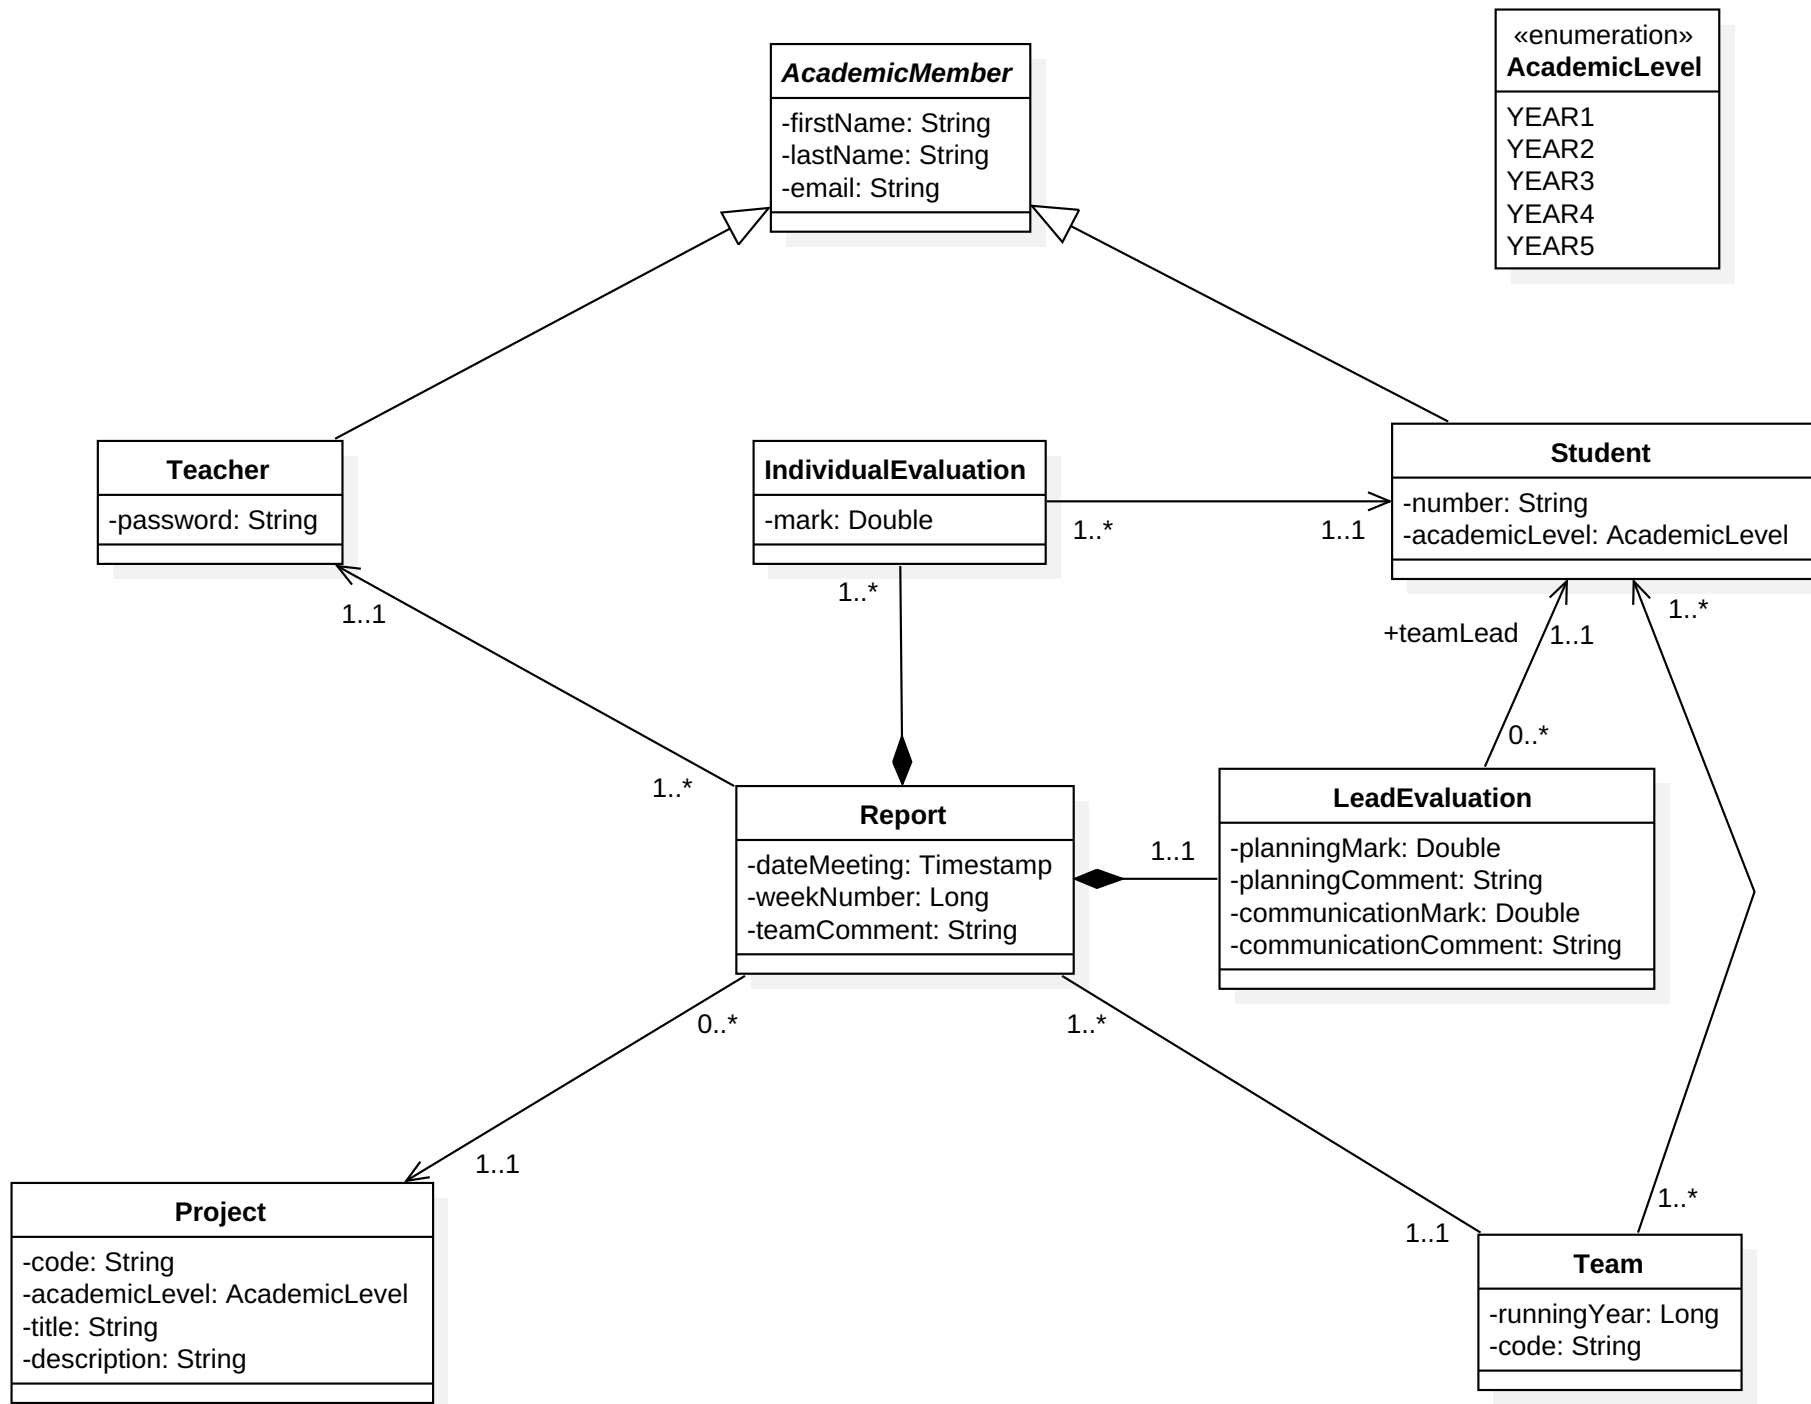 «enumeration»
AcademicLevel
YEAR1
YEAR2
YEAR3
YEAR4
YEAR5
AcademicMember
-firstName: String
-lastName: String
-email: String
Teacher
-password: String
IndividualEvaluation
-mark: Double
Student
-number: String
-academicLevel: AcademicLevel
1..*
1..1
1..*
1..1
1..*
+teamLead
1..1
0..*
1..*
Report
-dateMeeting: Timestamp
-weekNumber: Long
-teamComment: String
1..1
LeadEvaluation
-planningMark: Double
-planningComment: String
-communicationMark: Double
-communicationComment: String
0..*
1..*
1..1
1..*
1..1
Project
-code: String
-academicLevel: AcademicLevel
-title: String
-description: String
Team
-runningYear: Long
-code: String